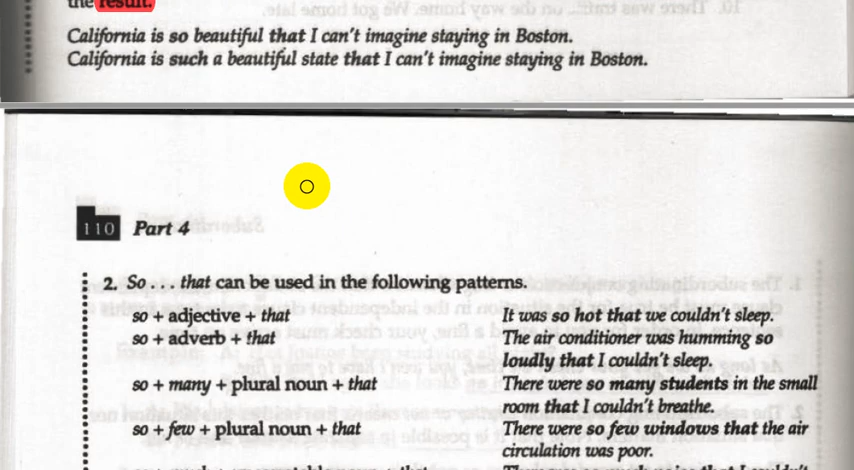 the result.
California is so beautiful that I can't imagine staying in Boston.
California is such a beautiful state that I can't imagine staying in Boston.
110 Part 4
2. So . . . that can be used in the following patterns.
so + adjective + that It was so hot that we couldn't sleep.
so + adverb + that The air conditioner was humming so
loudly that I couldn't sleep.
so + many + plural noun + that There were so many students in the small
room that I couldn't breathe.
so + few + plural noun + that There were so few windows that the air
circulation was poor.